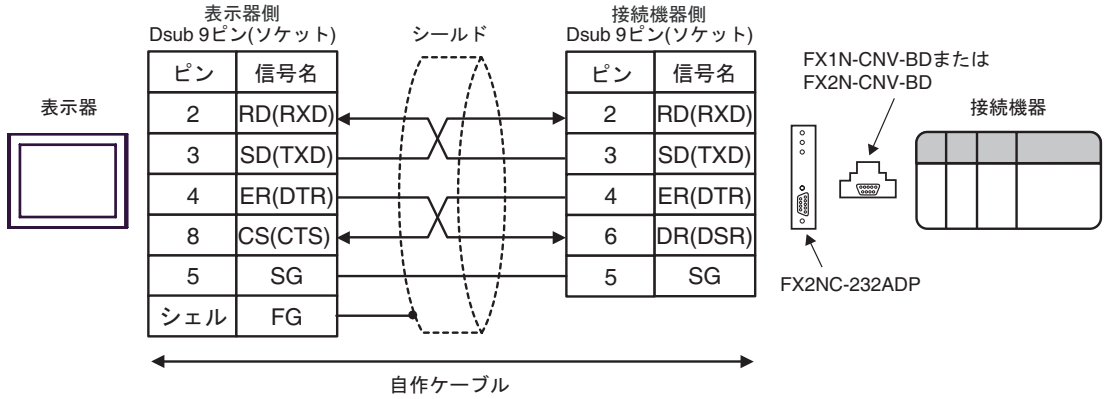 表示器側
Dsub 9ピン(ソケット)
シールド
接続機器側
Dsub 9ピン(ソケット)
ピン 信号名
2 RD(RXD)
3 SD(TXD)
4 ER(DTR)
8 CS(CTS)
5 SG
シェル FG
ピン 信号名
2 RD(RXD)
3 SD(TXD)
4 ER(DTR)
6 DR(DSR)
5 SG
表示器
FX1N-CNV-BDまたは
FX2N-CNV-BD
接続機器
FX2NC-232ADP
自作ケーブル